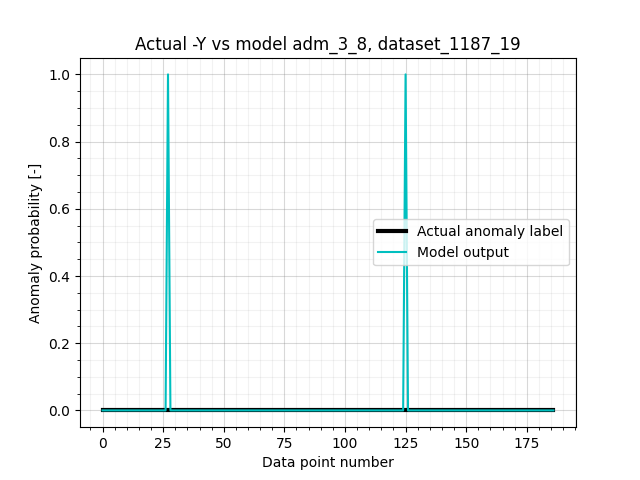 Actual -Y vs model adm_3_8, dataset_1187_19
1.0
0.8
0.6
0.4
0.2
0.0
Anomaly probability [-]
Actual anomaly label
Model output
0 25 50 75 100 125 150 175
Data point number